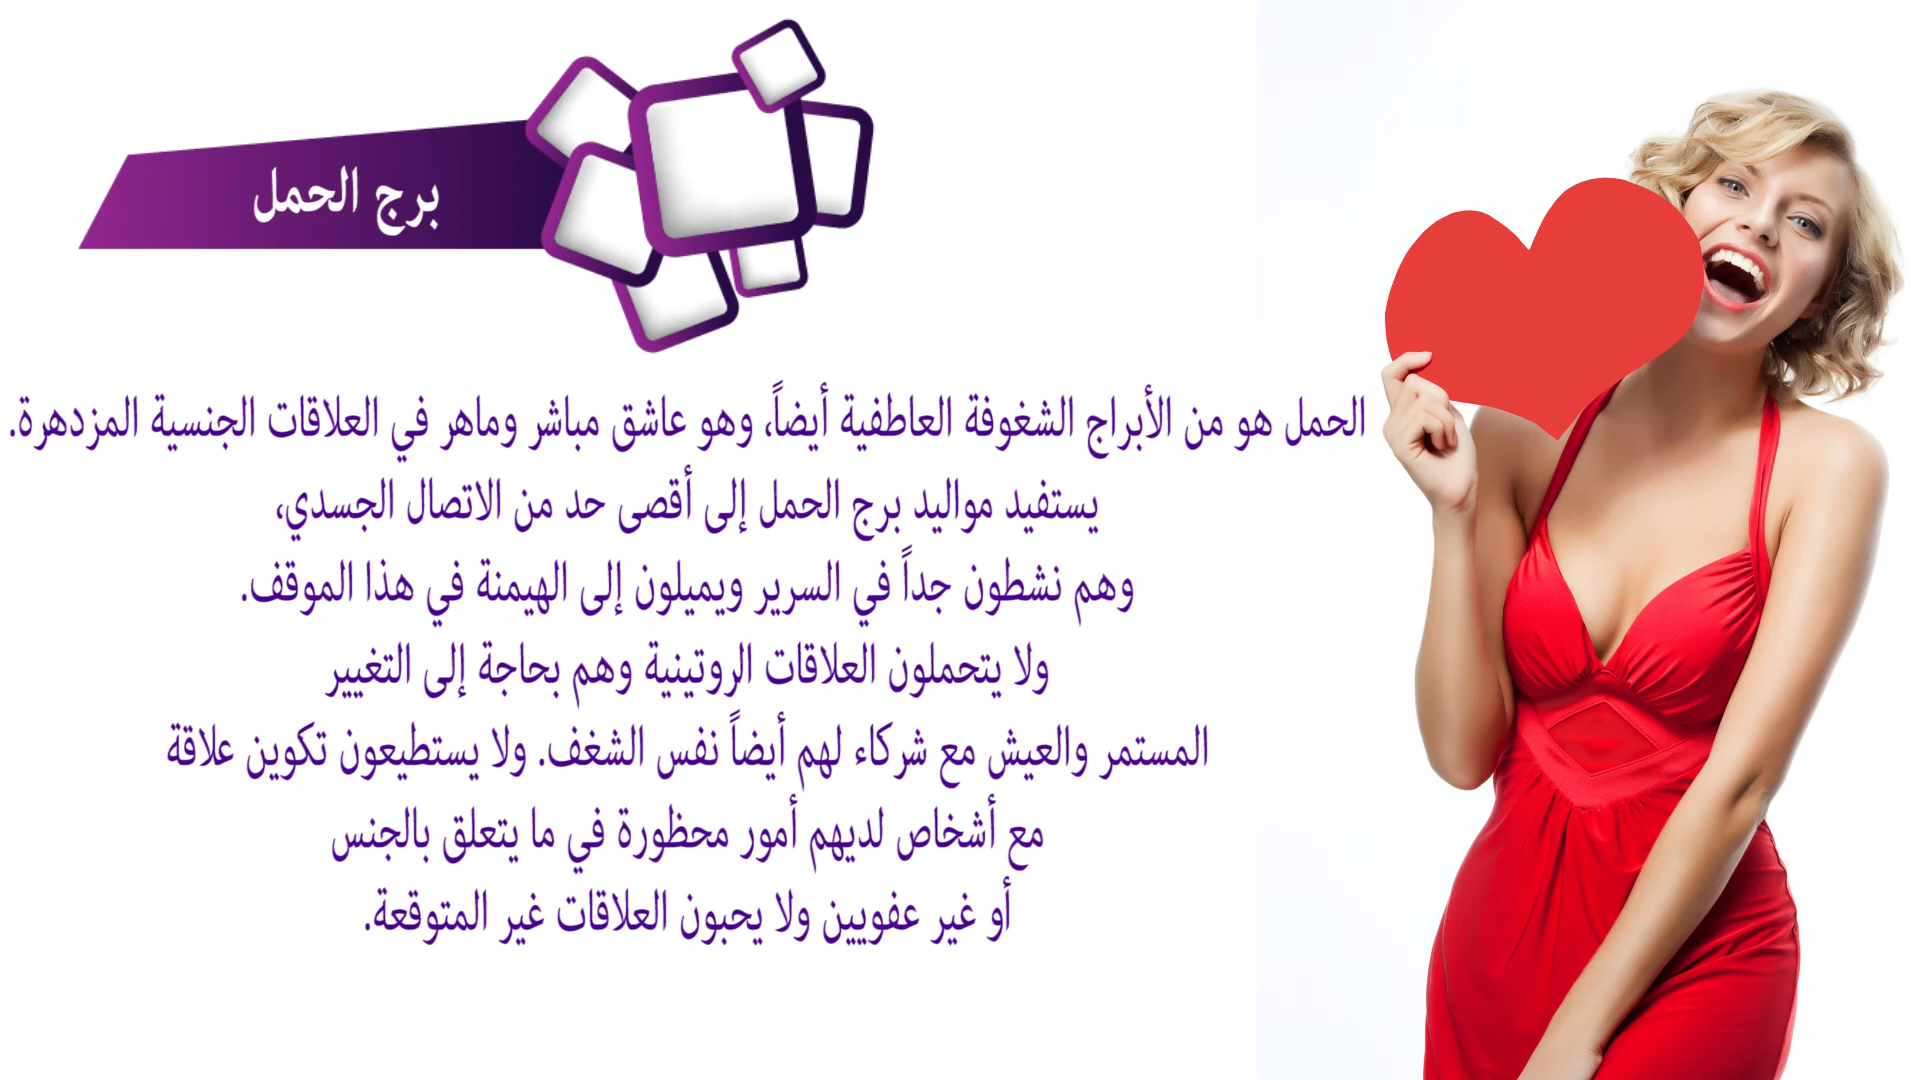 برج الحمل
الحمل هو من الأبراج الشغوفة العاطفية أيضاً، وهو عاشق مباشر وماهر في العلاقات الجنسية المزدهرة.
يستفيد مواليد برج الحمل إلى أقصى حد من الاتصال الجسدي،
وهم نشطون جداً في السرير ويميلون إلى الهيمنة في هذا الموقف.
ولا يتحملون العلاقات الروتينية وهم بحاجة إلى التغيير
المستمر والعيش مع شركاء لهم أيضاً نفس الشغف. ولا يستطيعون تكوين علاقة
مع أشخاص لديهم أمور محظورة في ما يتعلق بالجنس
أو غير عفويين ولا يحبون العلاقات غير المتوقعة.